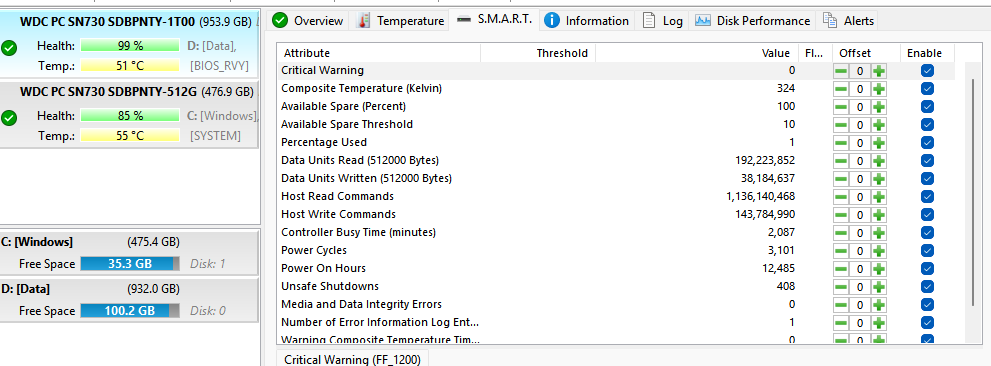 WDC PC SN730 SDBPNTY-1T00 (953.9 GB)
Health: 99 % D: [Data],
Temp.: 51 °C [BIOS_RVY]
WDC PC SN730 SDBPNTY-512G (476.9 GB)
Health: 85 % C: [Windows],
Temp.: 55 °C [SYSTEM]
C: [Windows] (475.4 GB)
Free Space 35.3 GB Disk: 1
D: [Data] (932.0 GB)
Free Space 100.2 GB Disk: 0
Overview Temperature S.M.A.R.T. Information Log Disk Performance Alerts
Attribute Threshold Value Fl... Offset Enable
Critical Warning 0 0
Composite Temperature (Kelvin) 324 0
Available Spare (Percent) 100 0
Available Spare Threshold 10 0
Percentage Used 1 0
Data Units Read (512000 Bytes) 192,223,852 0
Data Units Written (512000 Bytes) 38,184,637 0
Host Read Commands 1,136,140,468 0
Host Write Commands 143,784,990 0
Controller Busy Time (minutes) 2,087 0
Power Cycles 3,101 0
Power On Hours 12,485 0
Unsafe Shutdowns 408 0
Media and Data Integrity Errors 0 0
Number of Error Information Log Ent... 1 0
Warning Composite Temperature Tim... 0 0
Critical Warning (FF_1200)